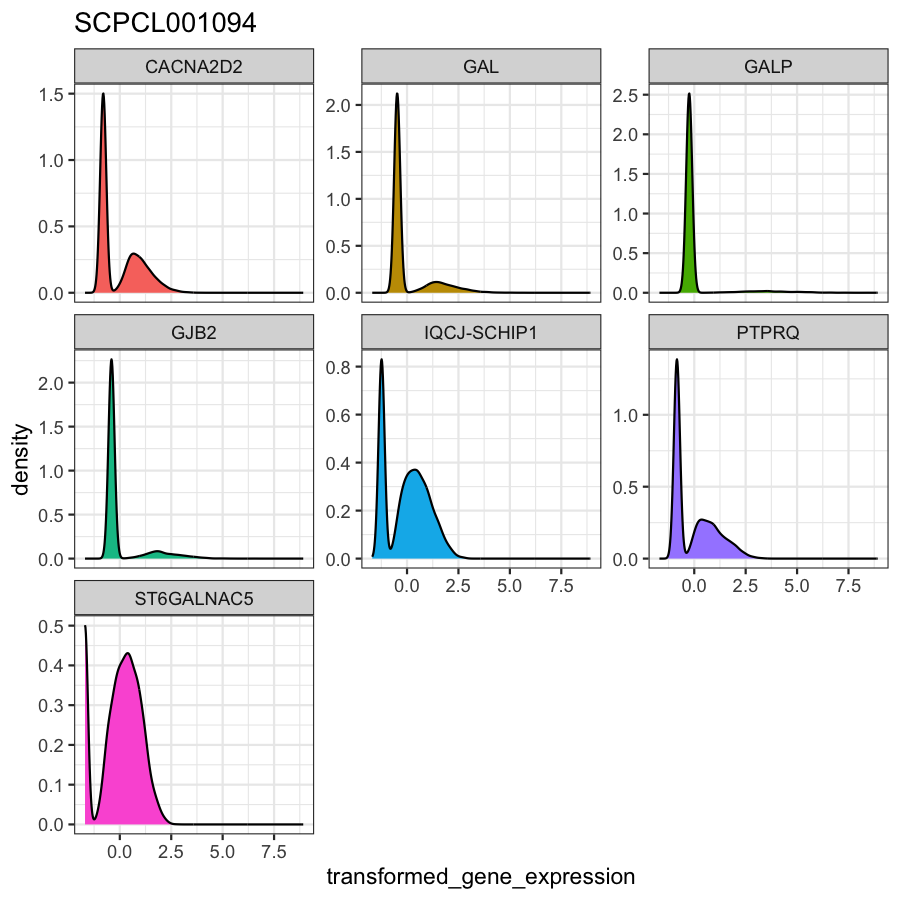 SCPCL001094
CACNA2D2 GAL GALP
1.5 1.0 0.5 0.0
2.0 1.5 1.0 0.5 0.0
2.5 2.0 1.5 1.0 0.5 0.0
GJB2 IQCJ-SCHIP1 PTPRQ
2.0 1.5 1.0 0.5 0.0
0.8 0.6 0.4 0.2 0.0
1.0 0.5 0.0
0.0 2.5 5.0 7.5
0.0 2.5 5.0 7.5
ST6GALNAC5
0.5 0.4 0.3 0.2 0.1 0.0
0.0 2.5 5.0 7.5
density
transformed_gene_expression